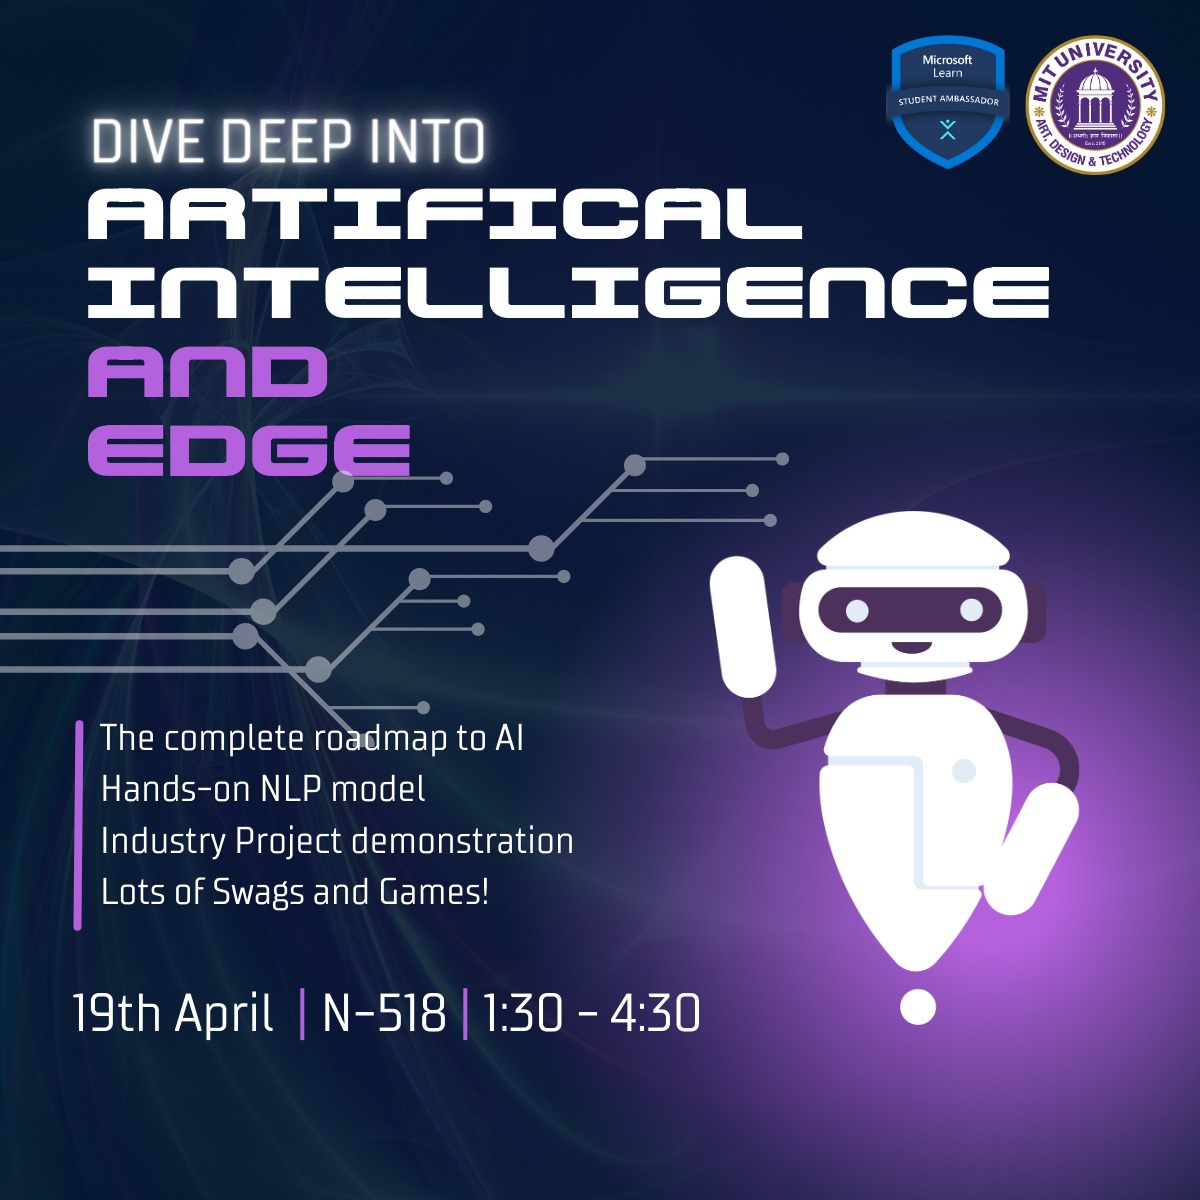 Microsoft
Learn
STUDENT AMBASSADOR
MIT UNIVERSITY
ART, DESIGN & TECHNOLOGY
DIVE DEEP INTO
ARTIFICAL
INTELLIGENCE
AND
EDGE
The complete roadmap to AI
Hands-on NLP model
Industry Project demonstration
Lots of Swags and Games!
19th April | N-518 | 1:30 - 4:30